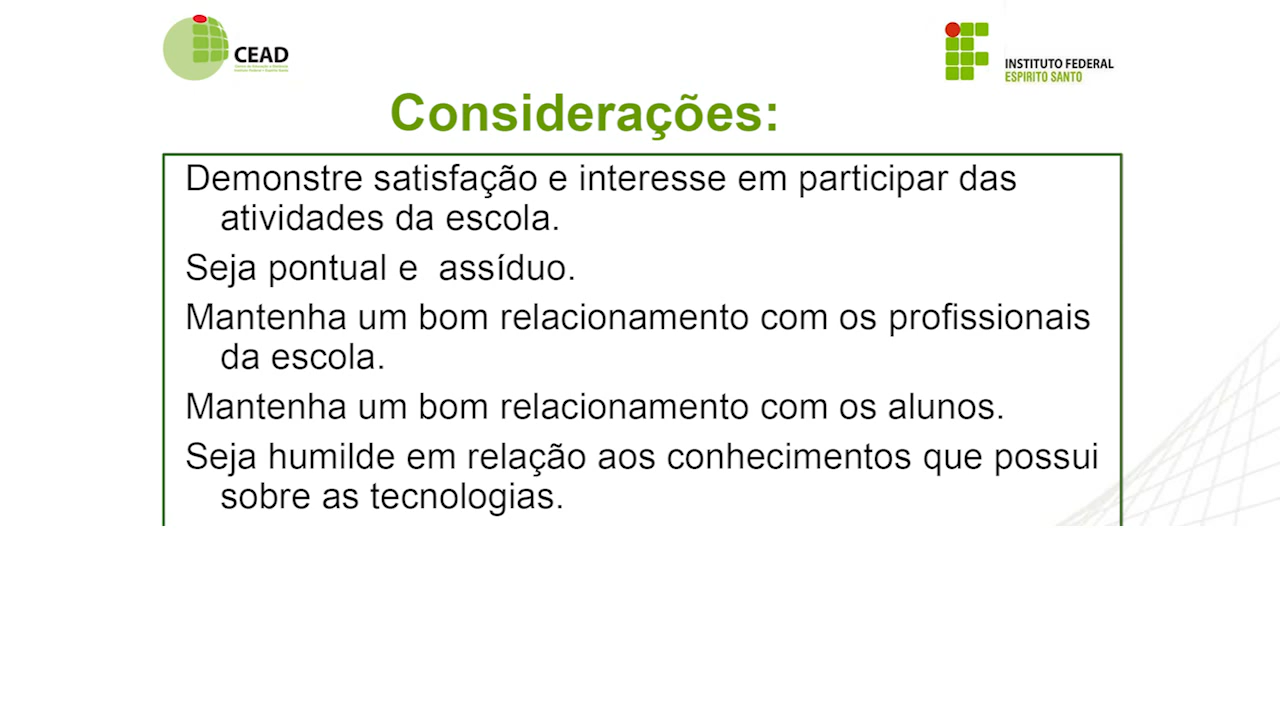 CEAD
INSTITUTO FEDERAL
ESPIRITO SANTO
Considerações:
Demonstre satisfação e interesse em participar das
atividades da escola.
Seja pontual e  assíduo.
Mantenha um bom relacionamento com os profissionais
da escola.
Mantenha um bom relacionamento com os alunos.
Seja humilde em relação aos conhecimentos que possui
sobre as tecnologias.